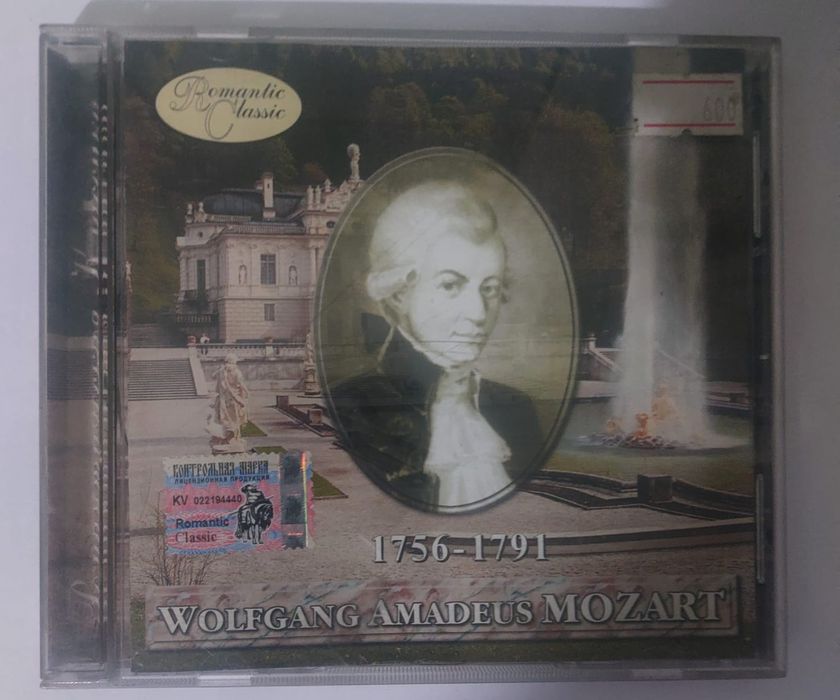 Romantic
Classic
600
КОНТРОЛЬНАЯ МАРКА
ЛИЦЕНЗИОННАЯ ПРОДУКЦИЯ
KV 022194440
Romantic
Classic
1756-1791
WOLFGANG AMADEUS MOZART